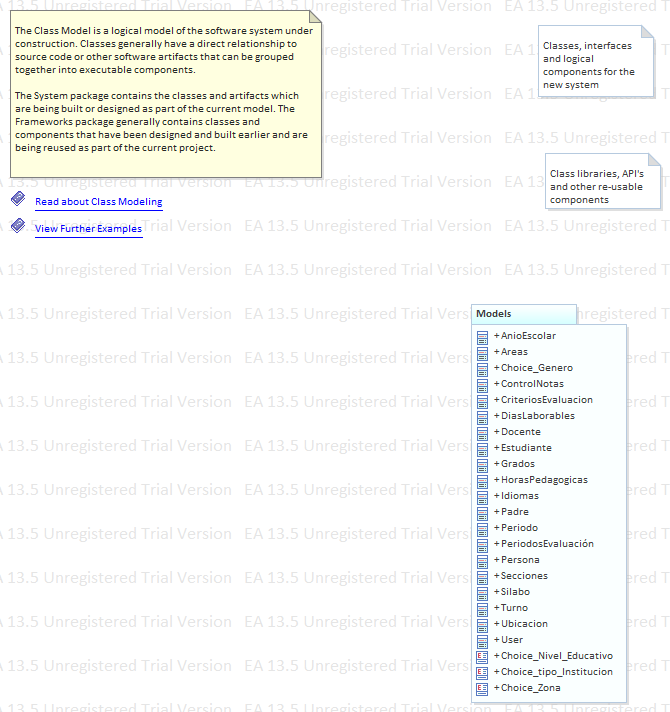 The Class Model is a logical model of the software system under
construction. Classes generally have a direct relationship to
source code or other software artifacts that can be grouped
together into executable components.
The System package contains the classes and artifacts which
are being built or designed as part of the current model. The
Frameworks package generally contains classes and
components that have been designed and built earlier and are
being reused as part of the current project.
Read about Class Modeling
View Further Examples
Classes, interfaces
and logical
components for the
new system
Class libraries, API's
and other re-usable
components
Models
+AnioEscolar
+Areas
+Choice_Genero
+ControlNotas
+CriteriosEvaluacion
+DiasLaborables
+Docente
+Estudiante
+Grados
+HorasPedagogicas
+Idiomas
+Padre
+Periodo
+PeriodosEvaluación
+Persona
+Secciones
+Silabo
+Turno
+Ubicacion
+User
+Choice_Nivel_Educativo
+Choice_tipo_Institucion
+Choice_Zona
EA 13.5 Unregistered Trial Version